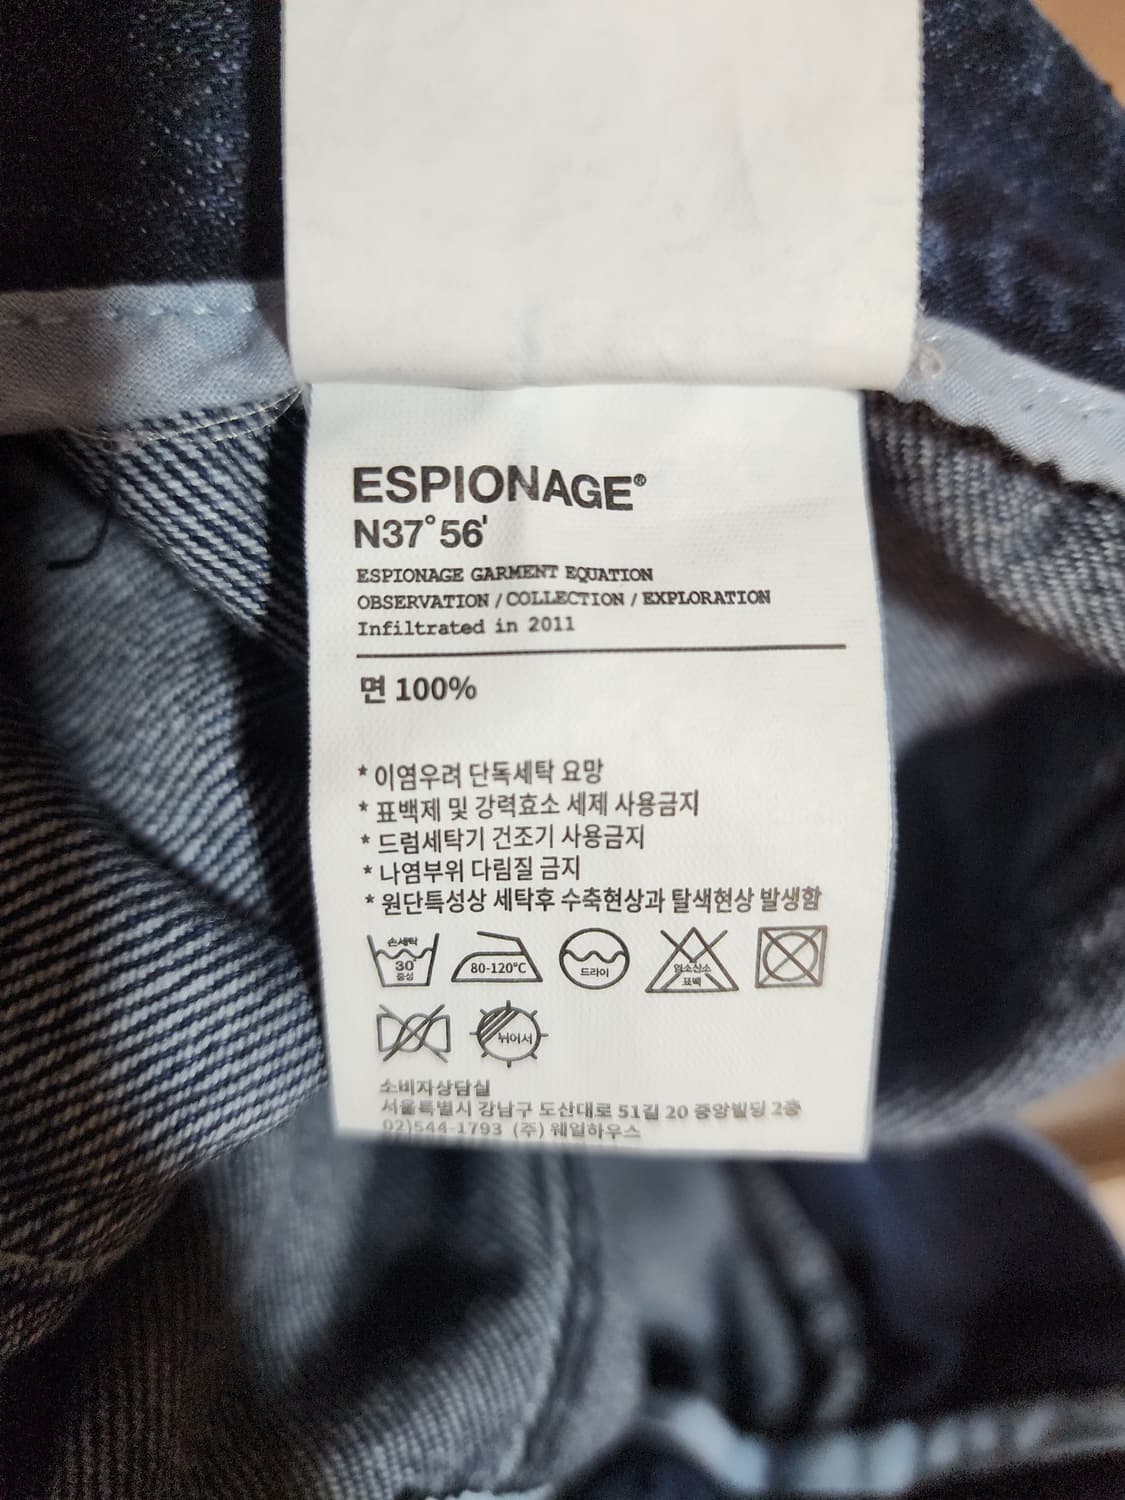 ESPIONAGE®
N37°56'
ESPIONAGE GARMENT EQUATION
OBSERVATION / COLLECTION / EXPLORATION
Infiltrated in 2011
면 100%
* 이염우려 단독세탁 요망
* 표백제 및 강력효소 세제 사용금지
* 드럼세탁기 건조기 사용금지
* 나염부위 다림질 금지
* 원단특성상 세탁후 수축현상과 탈색현상 발생함
손세탁
30°
중성
80-120℃
드라이
염소산소
표백
뉘어서
소비자상담실
서울특별시 강남구 도산대로 51길 20 중앙빌딩 2층
02)544-1793 (주) 웨일하우스